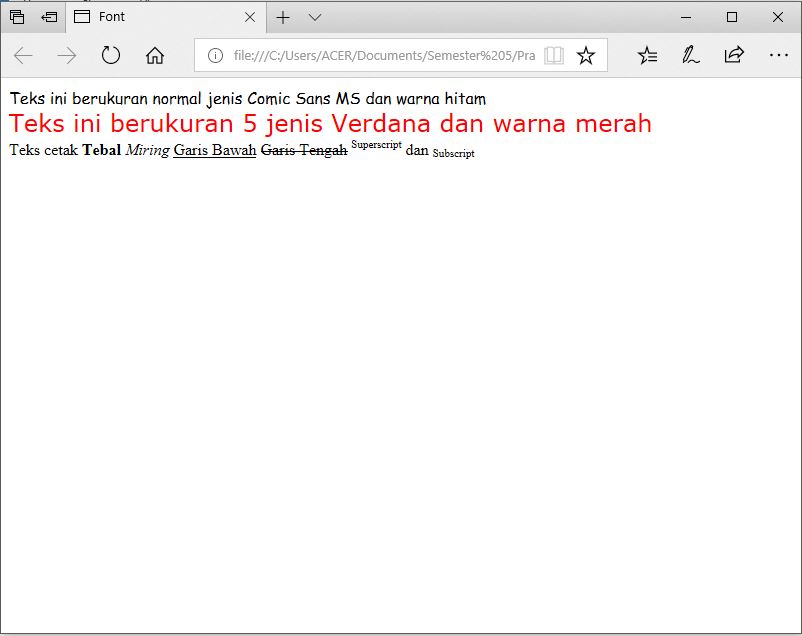 Font
file:///C:/Users/ACER/Documents/Semester%205/Pra
Teks ini berukuran normal jenis Comic Sans MS dan warna hitam
Teks ini berukuran 5 jenis Verdana dan warna merah
Teks cetak Tebal Miring Garis Bawah Garis Tengah Superscript dan Subscript